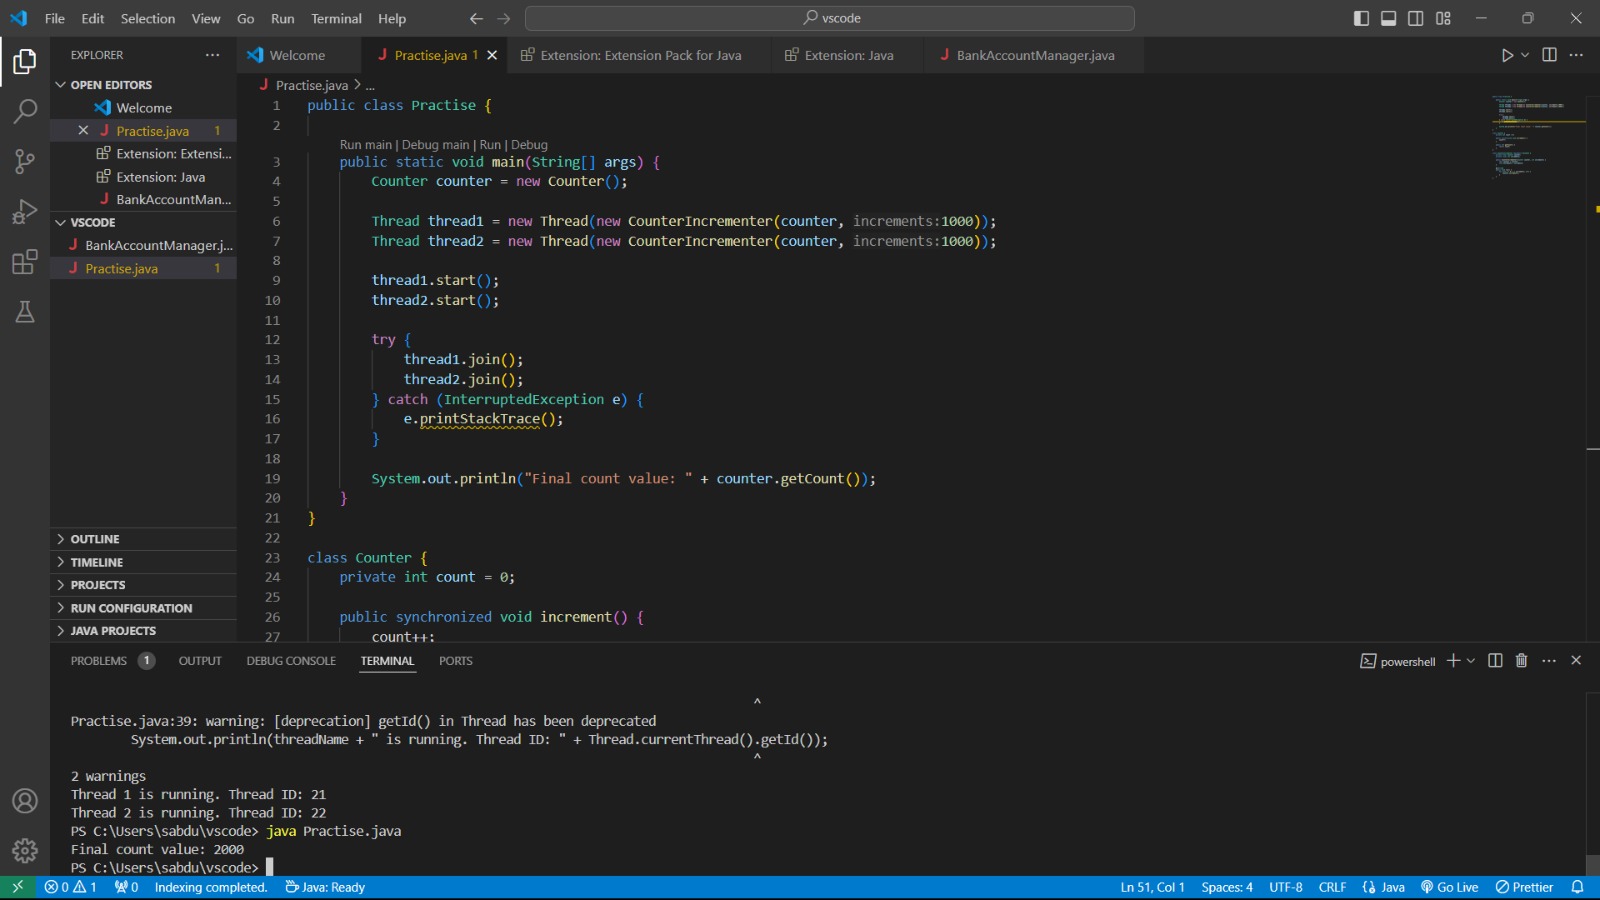 File Edit Selection View Go Run Terminal Help
vscode
EXPLORER
OPEN EDITORS
Welcome
Practise.java 1
Extension: Extensi...
Extension: Java
BankAccountMan...
VSCODE
BankAccountManager.j...
Practise.java 1
OUTLINE
TIMELINE
PROJECTS
RUN CONFIGURATION
JAVA PROJECTS
Welcome Practise.java 1 Extension: Extension Pack for Java Extension: Java BankAccountManager.java
Practise.java > ...
1 public class Practise {
2
Run main | Debug main | Run | Debug
3 public static void main(String[] args) {
4 Counter counter = new Counter();
5
6 Thread thread1 = new Thread(new CounterIncrementer(counter, increments:1000));
7 Thread thread2 = new Thread(new CounterIncrementer(counter, increments:1000));
8
9 thread1.start();
10 thread2.start();
11
12 try {
13 thread1.join();
14 thread2.join();
15 } catch (InterruptedException e) {
16 e.printStackTrace();
17 }
18
19 System.out.println("Final count value: " + counter.getCount());
20 }
21 }
22
23 class Counter {
24 private int count = 0;
25
26 public synchronized void increment() {
27 count++;
PROBLEMS 1 OUTPUT DEBUG CONSOLE TERMINAL PORTS
powershell
^
Practise.java:39: warning: [deprecation] getId() in Thread has been deprecated
System.out.println(threadName + " is running. Thread ID: " + Thread.currentThread().getId());
^
2 warnings
Thread 1 is running. Thread ID: 21
Thread 2 is running. Thread ID: 22
PS C:\Users\sabdu\vscode> java Practise.java
Final count value: 2000
PS C:\Users\sabdu\vscode>
0 1 0 Indexing completed. Java: Ready
Ln 51, Col 1 Spaces: 4 UTF-8 CRLF Java Go Live Prettier